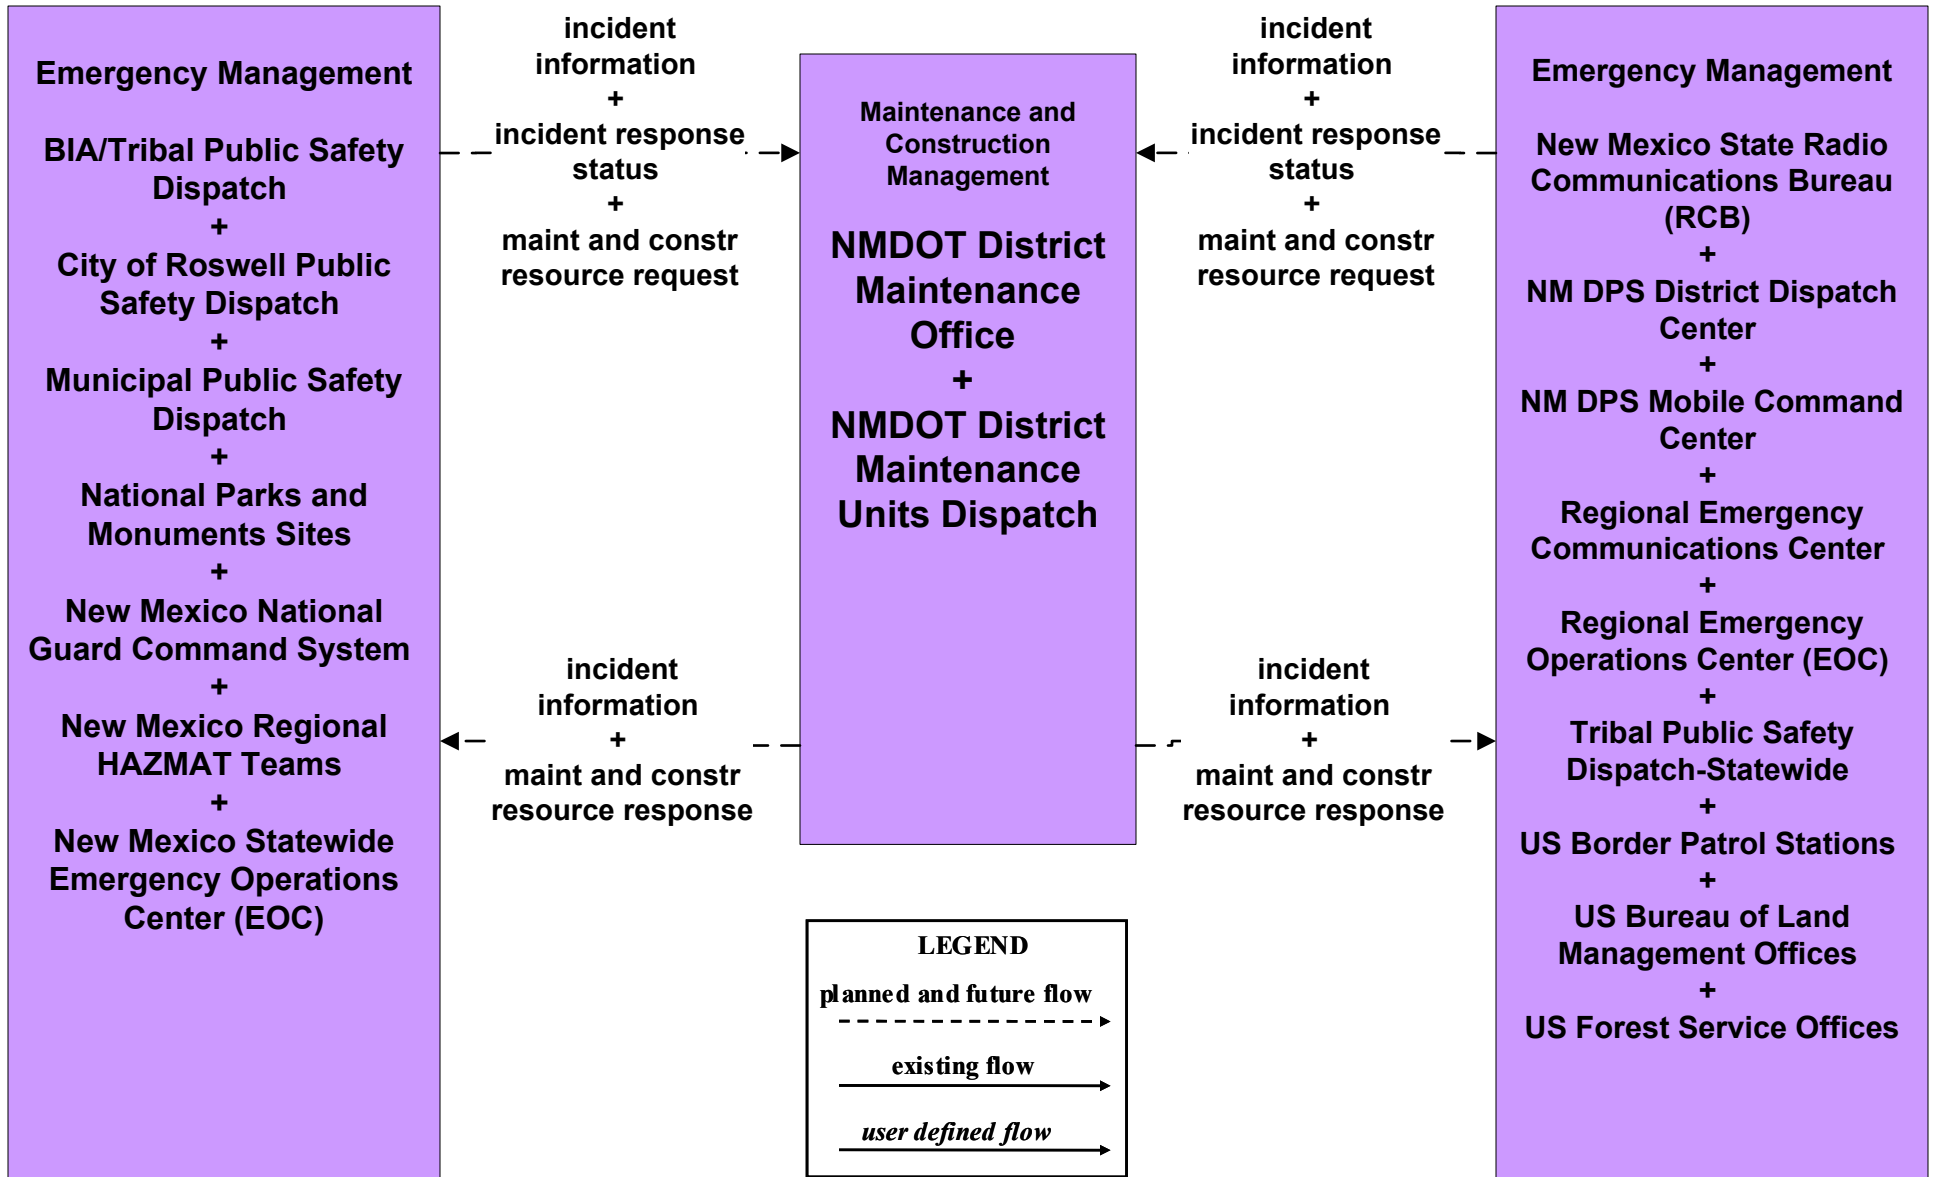 Emergency Management
BIA/Tribal Public Safety
Dispatch
+
City of Roswell Public
Safety Dispatch
+
Municipal Public Safety
Dispatch
+
National Parks and
Monuments Sites
+
New Mexico National
Guard Command System
+
New Mexico Regional
HAZMAT Teams
+
New Mexico Statewide
Emergency Operations
Center (EOC)
incident
information
+
incident response
status
+
maint and constr
resource request
incident
information
+
maint and constr
resource response
Maintenance and
Construction
Management
NMDOT District
Maintenance
Office
+
NMDOT District
Maintenance
Units Dispatch
incident
information
+
incident response
status
+
maint and constr
resource request
incident
information
+
maint and constr
resource response
Emergency Management
New Mexico State Radio
Communications Bureau
(RCB)
+
NM DPS District Dispatch
Center
+
NM DPS Mobile Command
Center
+
Regional Emergency
Communications Center
+
Regional Emergency
Operations Center (EOC)
+
Tribal Public Safety
Dispatch-Statewide
+
US Border Patrol Stations
+
US Bureau of Land
Management Offices
+
US Forest Service Offices
LEGEND
planned and future flow
existing flow
user defined flow